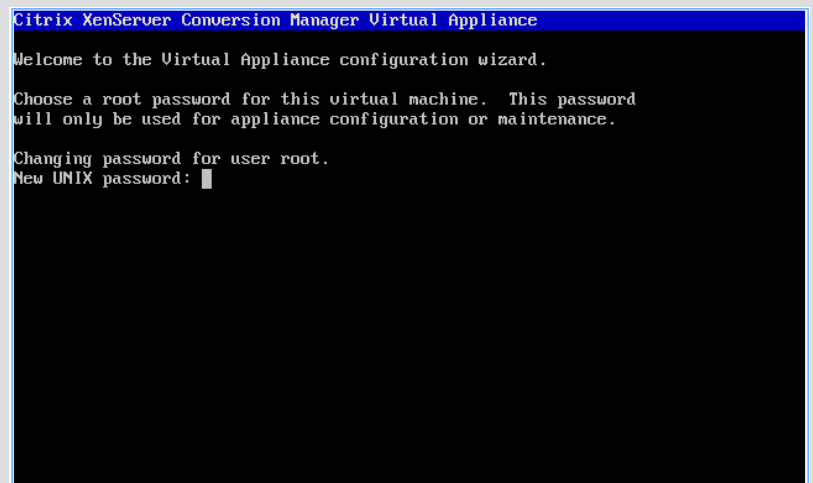 Citrix XenServer Conversion Manager Virtual Appliance
Welcome to the Virtual Appliance configuration wizard.
Choose a root password for this virtual machine.  This password
will only be used for appliance configuration or maintenance.
Changing password for user root.
New UNIX password: